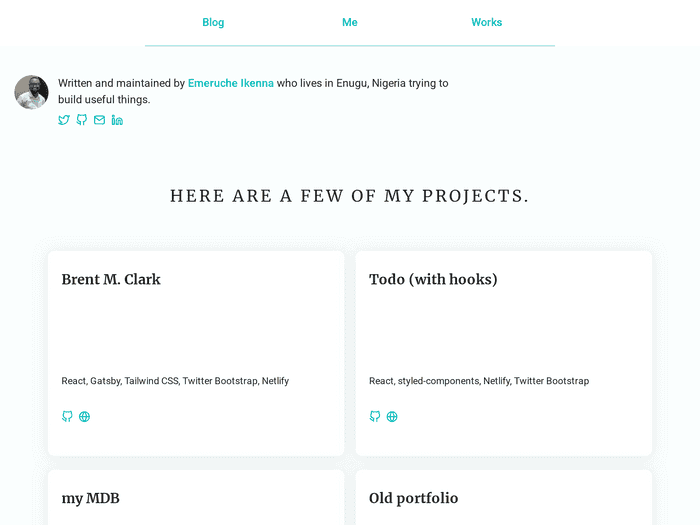 Blog Me Works
Written and maintained by Emeruche Ikenna who lives in Enugu, Nigeria trying to
build useful things.
HERE ARE A FEW OF MY PROJECTS.
Brent M. Clark
React, Gatsby, Tailwind CSS, Twitter Bootstrap, Netlify
Todo (with hooks)
React, styled-components, Netlify, Twitter Bootstrap
my MDB
Old portfolio